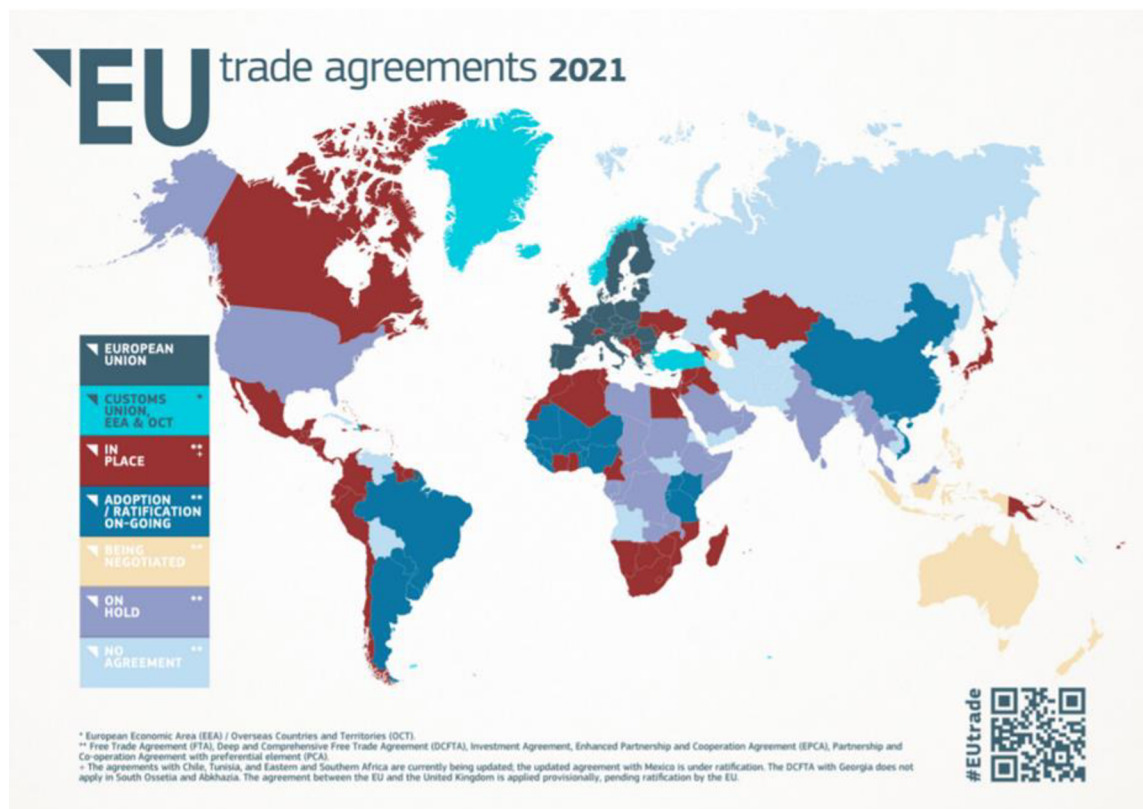 EU trade agreements 2021
EUROPEAN
UNION
CUSTOMS *
UNION,
EEA & OCT
IN **
PLACE +
ADOPTION **
/ RATIFICATION
ON-GOING
BEING **
NEGOTIATED
ON **
HOLD
NO **
AGREEMENT
#EUtrade
* European Economic Area (EEA) / Overseas Countries and Territories (OCT).
** Free Trade Agreement (FTA), Deep and Comprehensive Free Trade Agreement (DCFTA), Investment Agreement, Enhanced Partnership and Cooperation Agreement (EPCA), Partnership and
Co-operation Agreement with preferential element (PCA).
+ The agreements with Chile, Tunisia, and Eastern and Southern Africa are currently being updated; the updated agreement with Mexico is under ratification. The DCFTA with Georgia does not
apply in South Ossetia and Abkhazia. The agreement between the EU and the United Kingdom is applied provisionally, pending ratification by the EU.